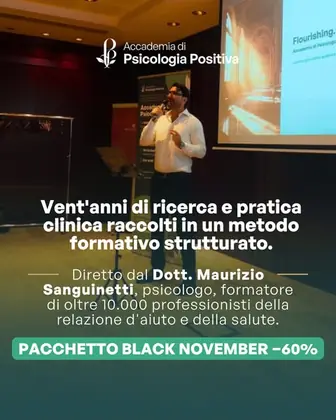 Accademia di
Psicologia Positiva
Flourishing.
Vent'anni di ricerca e pratica
clinica raccolti in un metodo
formativo strutturato.
Diretto dal Dott. Maurizio
Sanguinetti, psicologo, formatore
di oltre 10.000 professionisti della
relazione d'aiuto e della salute.
PACCHETTO BLACK NOVEMBER −60%